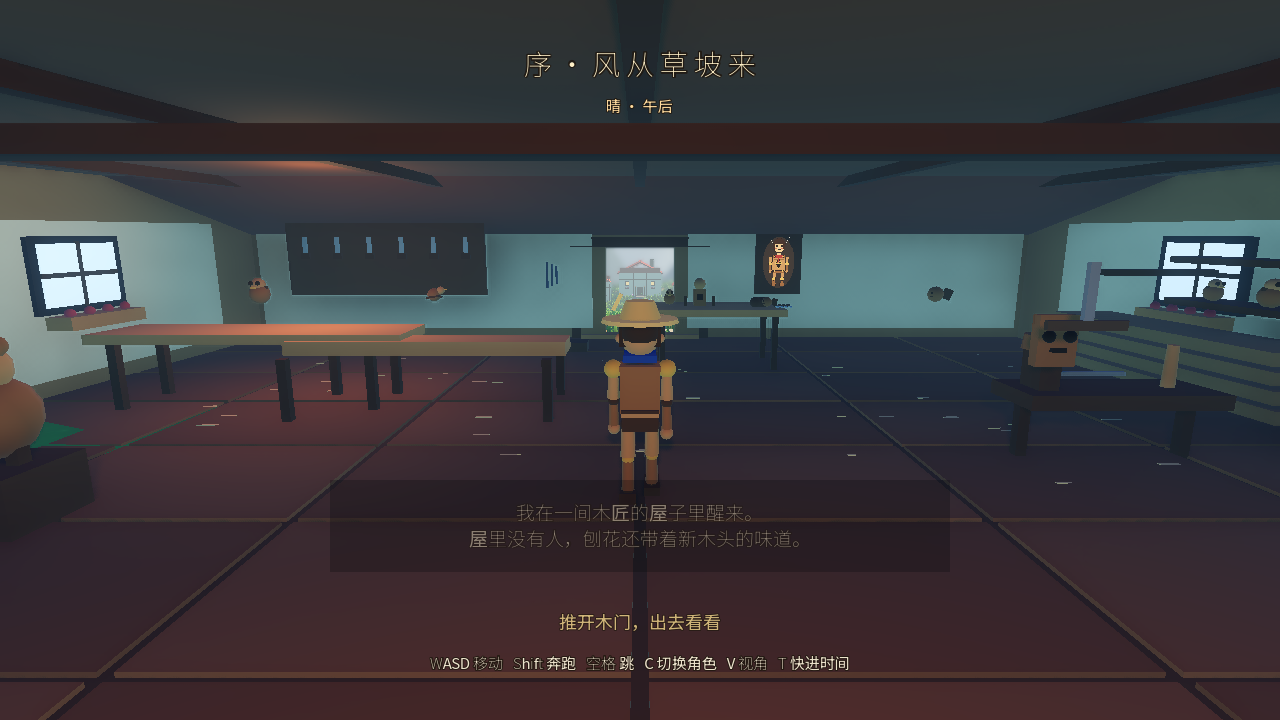 序·风从草坡来
晴·午后
我在一间木匠的屋子里醒来。
屋里没有人，刨花还带着新木头的味道。
推开木门，出去看看
WASD 移动 Shift 奔跑 空格 跳 C 切换角色 V 视角 T 快进时间